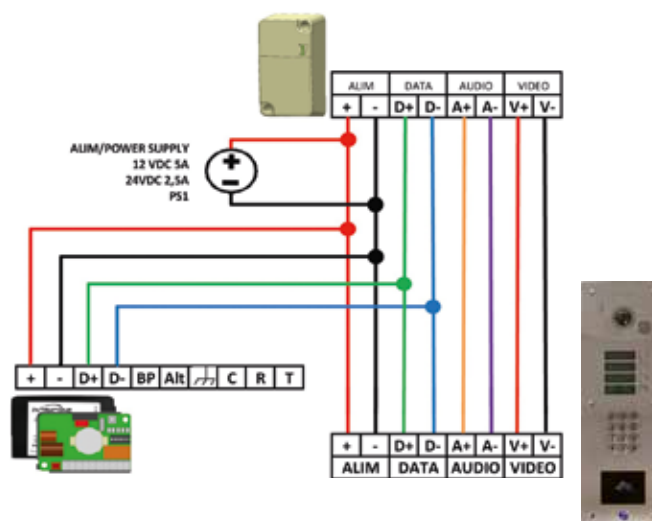 ALIM DATA AUDIO VIDEO
+ - D+ D- A+ A- V+ V-
ALIM/POWER SUPPLY
12 VDC 5A
24VDC 2,5A
PS1
+
−
+ - D+ D- BP Alt C R T
+ - D+ D- A+ A- V+ V-
ALIM DATA AUDIO VIDEO